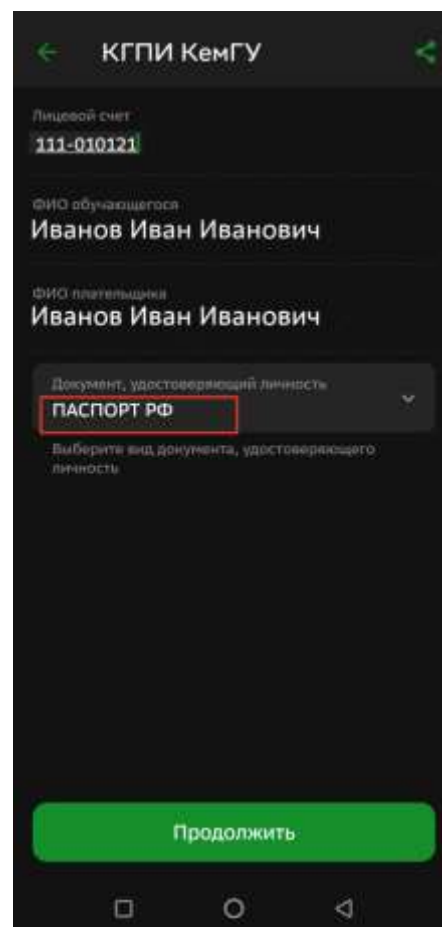 КГПИ КемГУ
Лицевой счет
111-010121
ФИО обучающегося
Иванов Иван Иванович
ФИО плательщика
Иванов Иван Иванович
Документ, удостоверяющий личность
ПАСПОРТ РФ
Выберите вид документа, удостоверяющего
личность
Продолжить